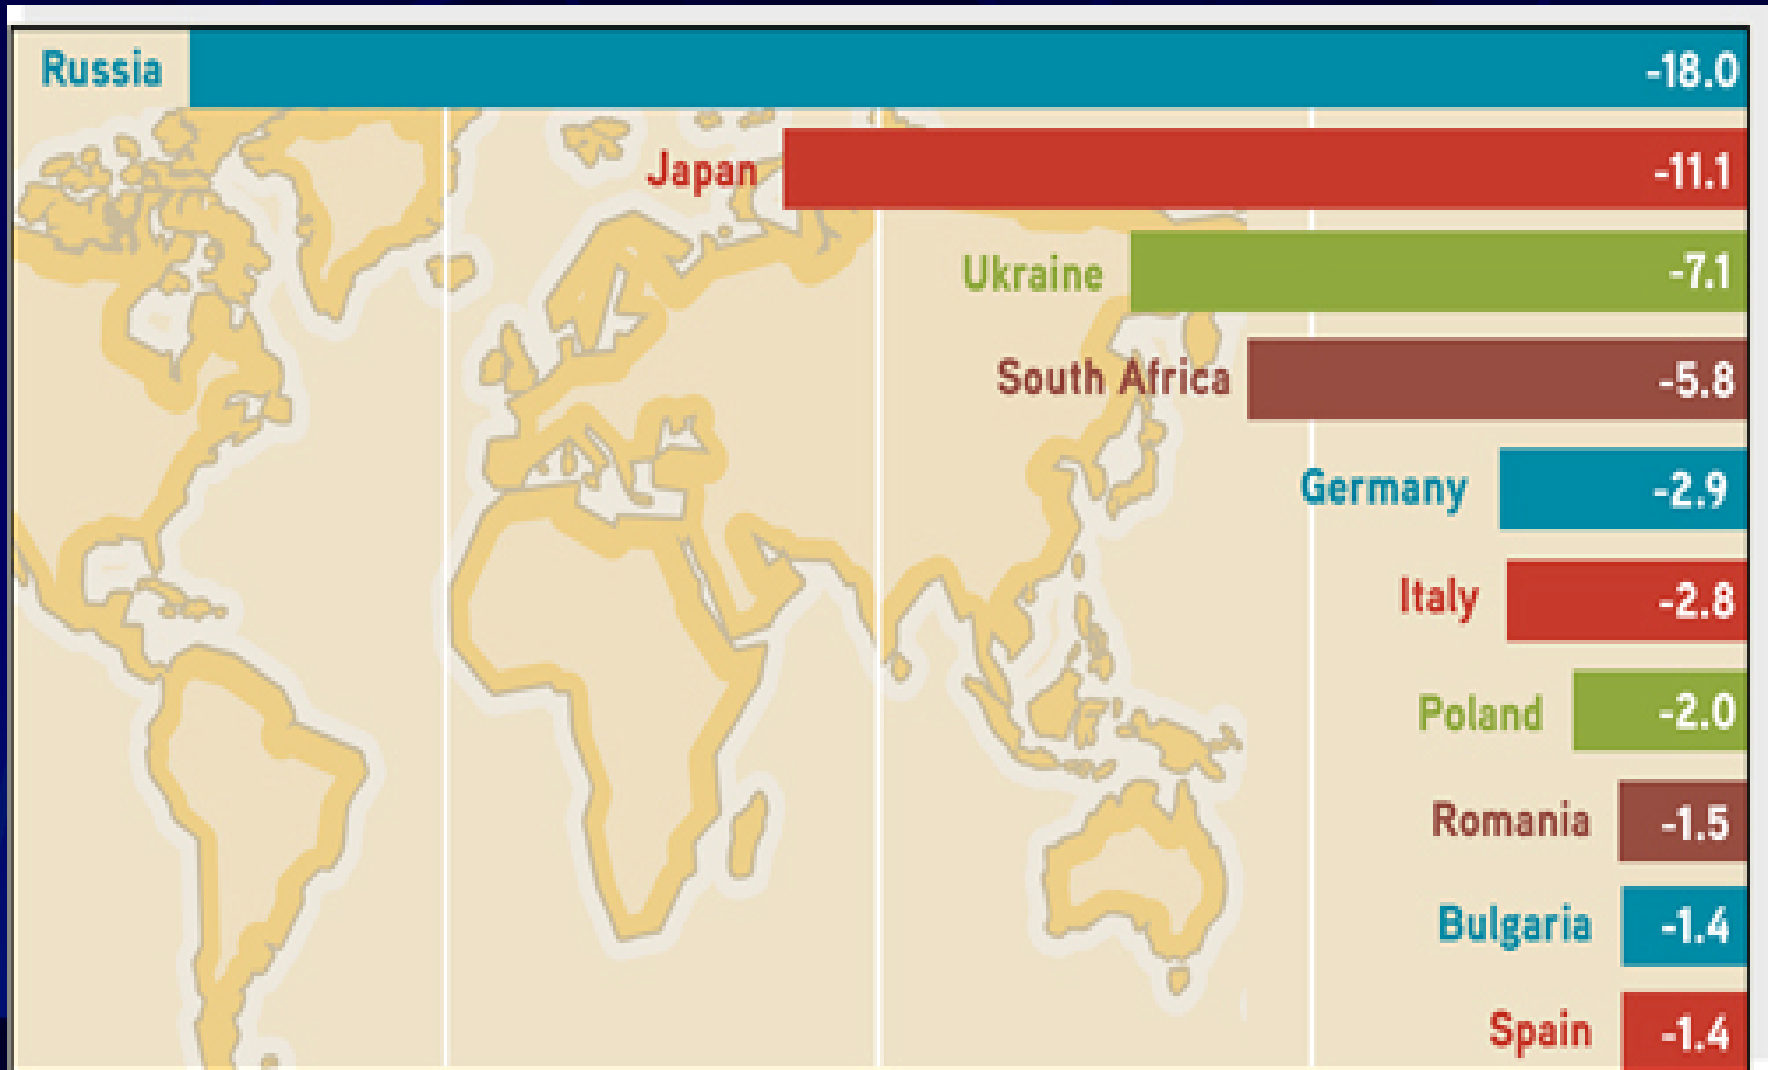 Russia -18.0
Japan -11.1
Ukraine -7.1
South Africa -5.8
Germany -2.9
Italy -2.8
Poland -2.0
Romania -1.5
Bulgaria -1.4
Spain -1.4